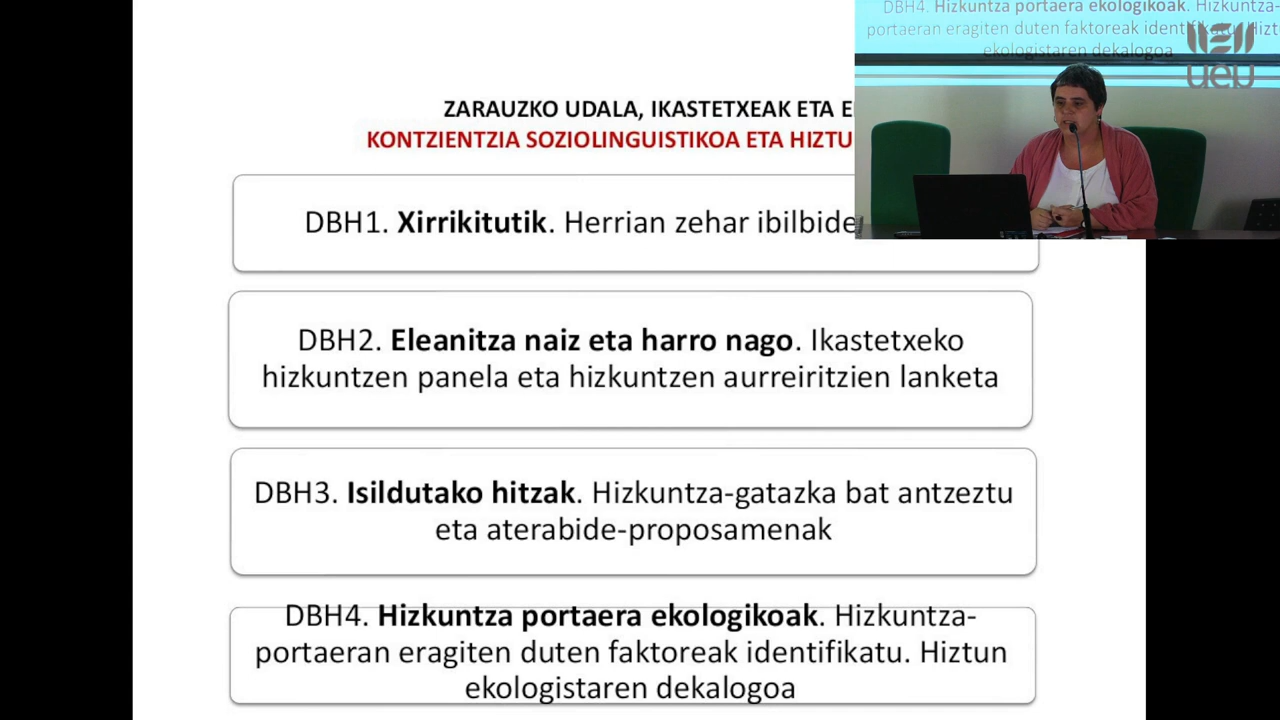 DBH4. Hizkuntza portaera ekologikoak. Hizkuntza-
portaeran eragiten duten faktoreak identifikatu. Hizt
ekologistaren dekalogoa
ueu
ZARAUZKO UDALA, IKASTETXEAK ETA E
KONTZIENTZIA SOZIOLINGUISTIKOA ETA HIZTU
DBH1. Xirrikitutik. Herrian zehar ibilbide
DBH2. Eleanitza naiz eta harro nago. Ikastetxeko
hizkuntzen panela eta hizkuntzen aurreiritzien lanketa
DBH3. Isildutako hitzak. Hizkuntza-gatazka bat antzeztu
eta aterabide-proposamenak
DBH4. Hizkuntza portaera ekologikoak. Hizkuntza-
portaeran eragiten duten faktoreak identifikatu. Hiztun
ekologistaren dekalogoa